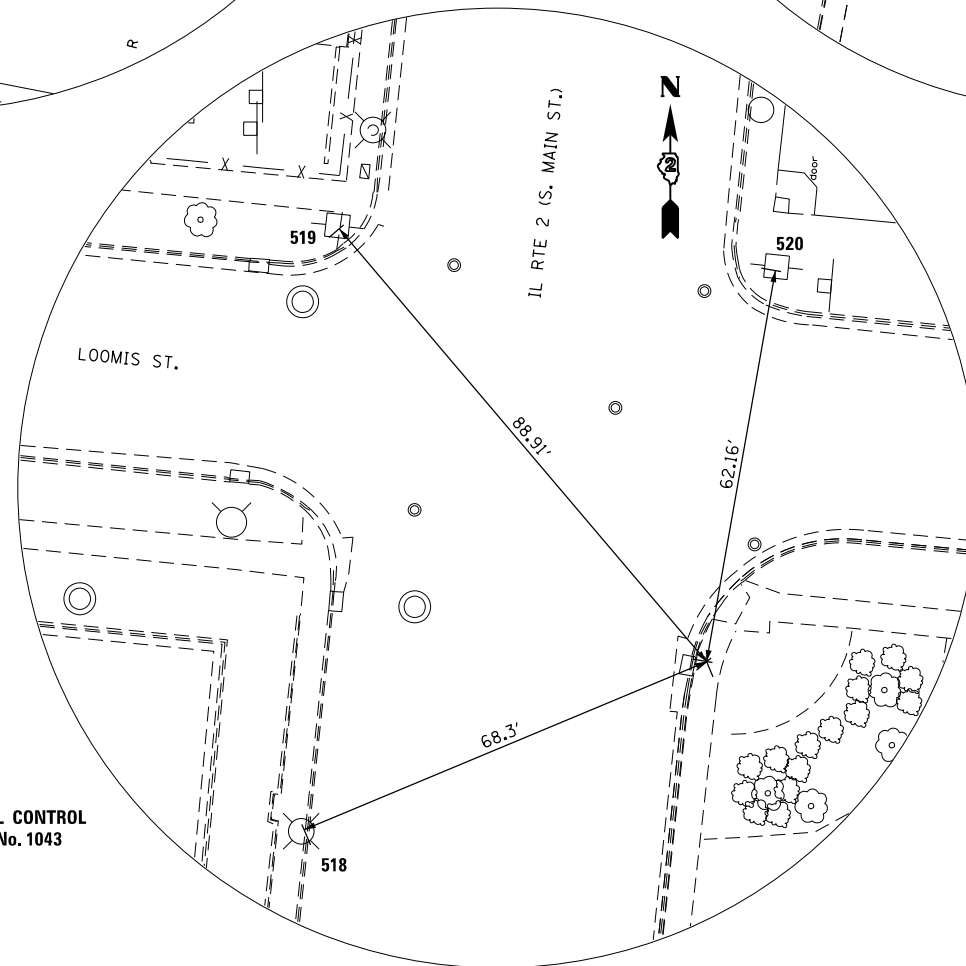 R
N
2
IL RTE 2 (S. MAIN ST.)
door
X
X
X
X
519
520
LOOMIS ST.
88.91'
62.16'
68.3'
518
L CONTROL
No. 1043